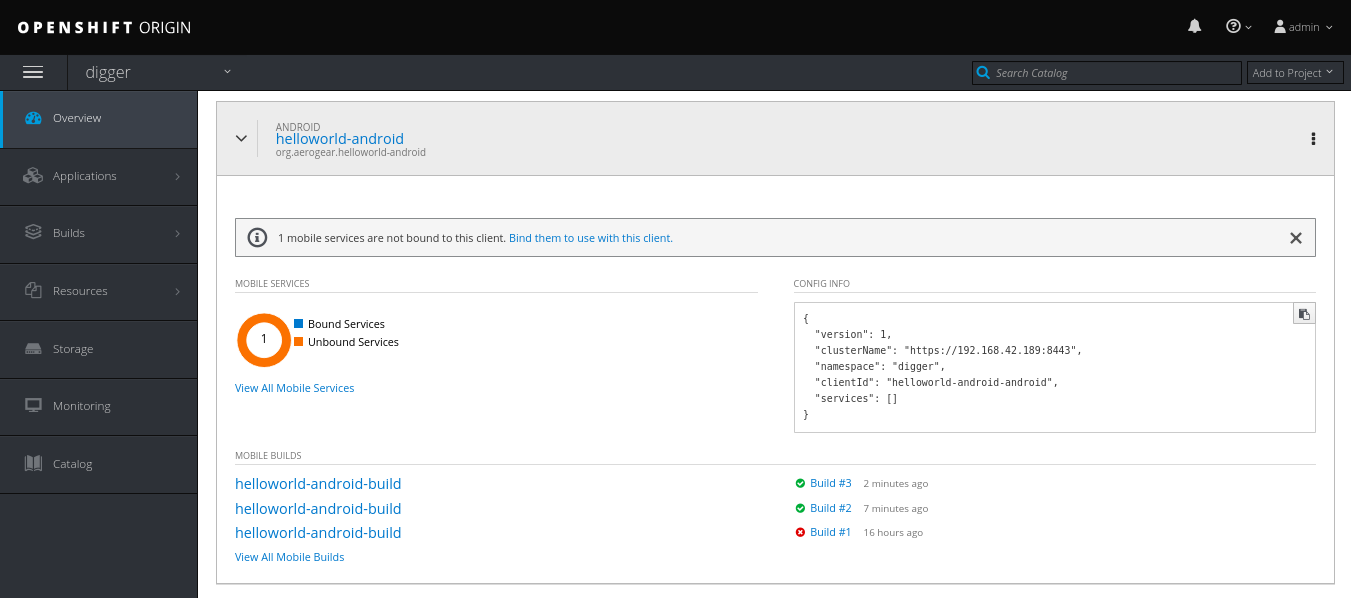 OPENSHIFT ORIGIN
admin
digger
Search Catalog
Add to Project
Overview
Applications
Builds
Resources
Storage
Monitoring
Catalog
ANDROID
helloworld-android
org.aerogear.helloworld-android
1 mobile services are not bound to this client. Bind them to use with this client.
MOBILE SERVICES
1
Bound Services
Unbound Services
View All Mobile Services
CONFIG INFO
{
"version": 1,
"clusterName": "https://192.168.42.189:8443",
"namespace": "digger",
"clientId": "helloworld-android-android",
"services": []
}
MOBILE BUILDS
helloworld-android-build Build #3 2 minutes ago
helloworld-android-build Build #2 7 minutes ago
helloworld-android-build Build #1 16 hours ago
View All Mobile Builds